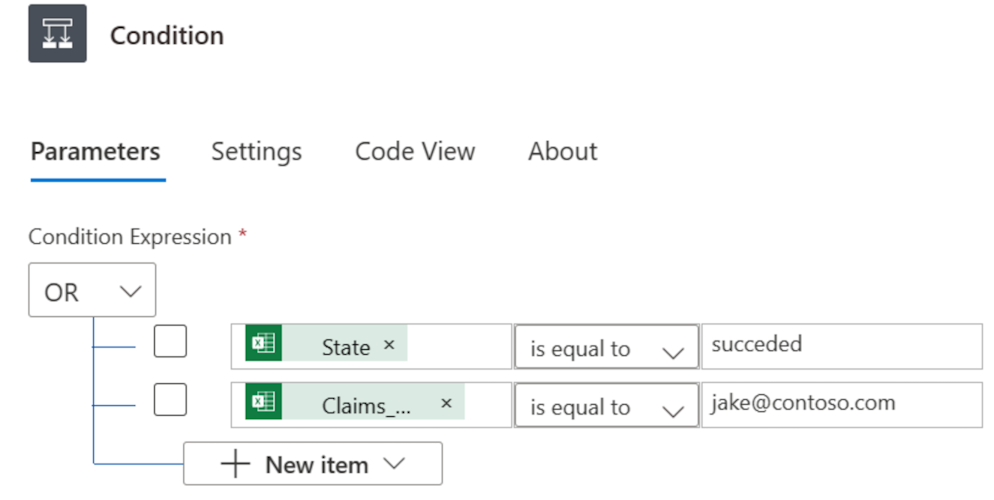 Condition
Parameters Settings Code View About
Condition Expression *
OR
State × is equal to succeded
Claims_... × is equal to jake@contoso.com
New item